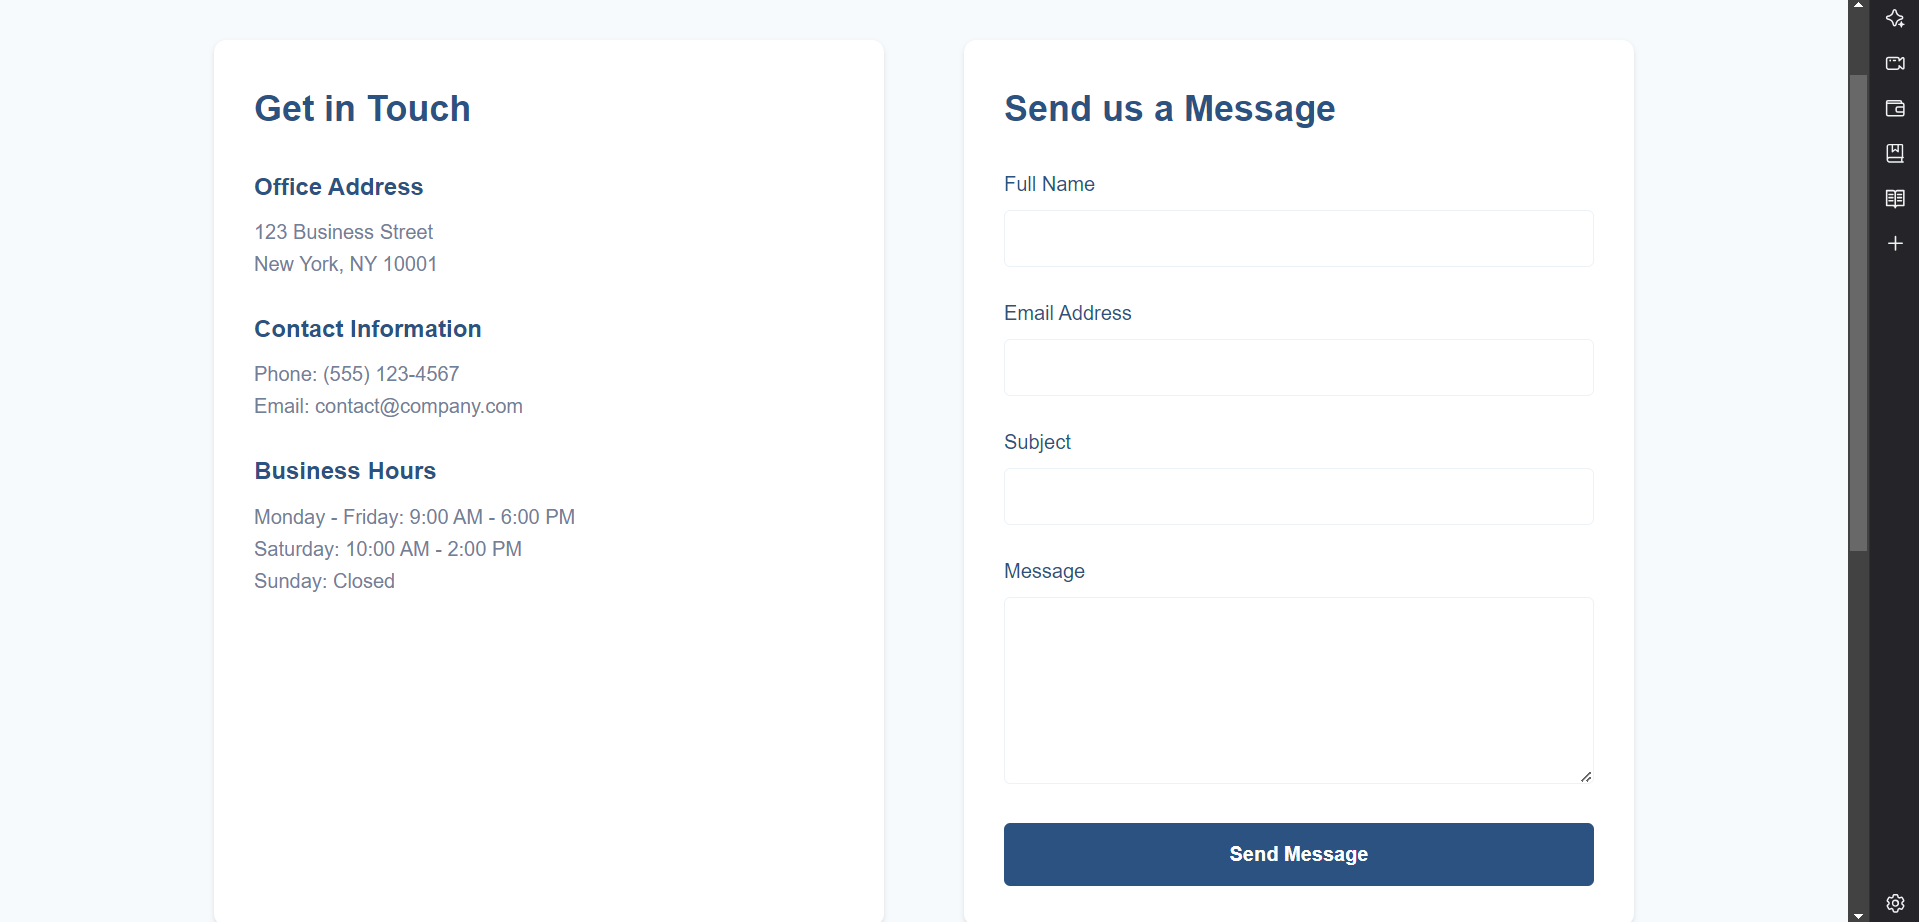 Get in Touch
Office Address
123 Business Street
New York, NY 10001
Contact Information
Phone: (555) 123-4567
Email: contact@company.com
Business Hours
Monday - Friday: 9:00 AM - 6:00 PM
Saturday: 10:00 AM - 2:00 PM
Sunday: Closed
Send us a Message
Full Name
Email Address
Subject
Message
Send Message